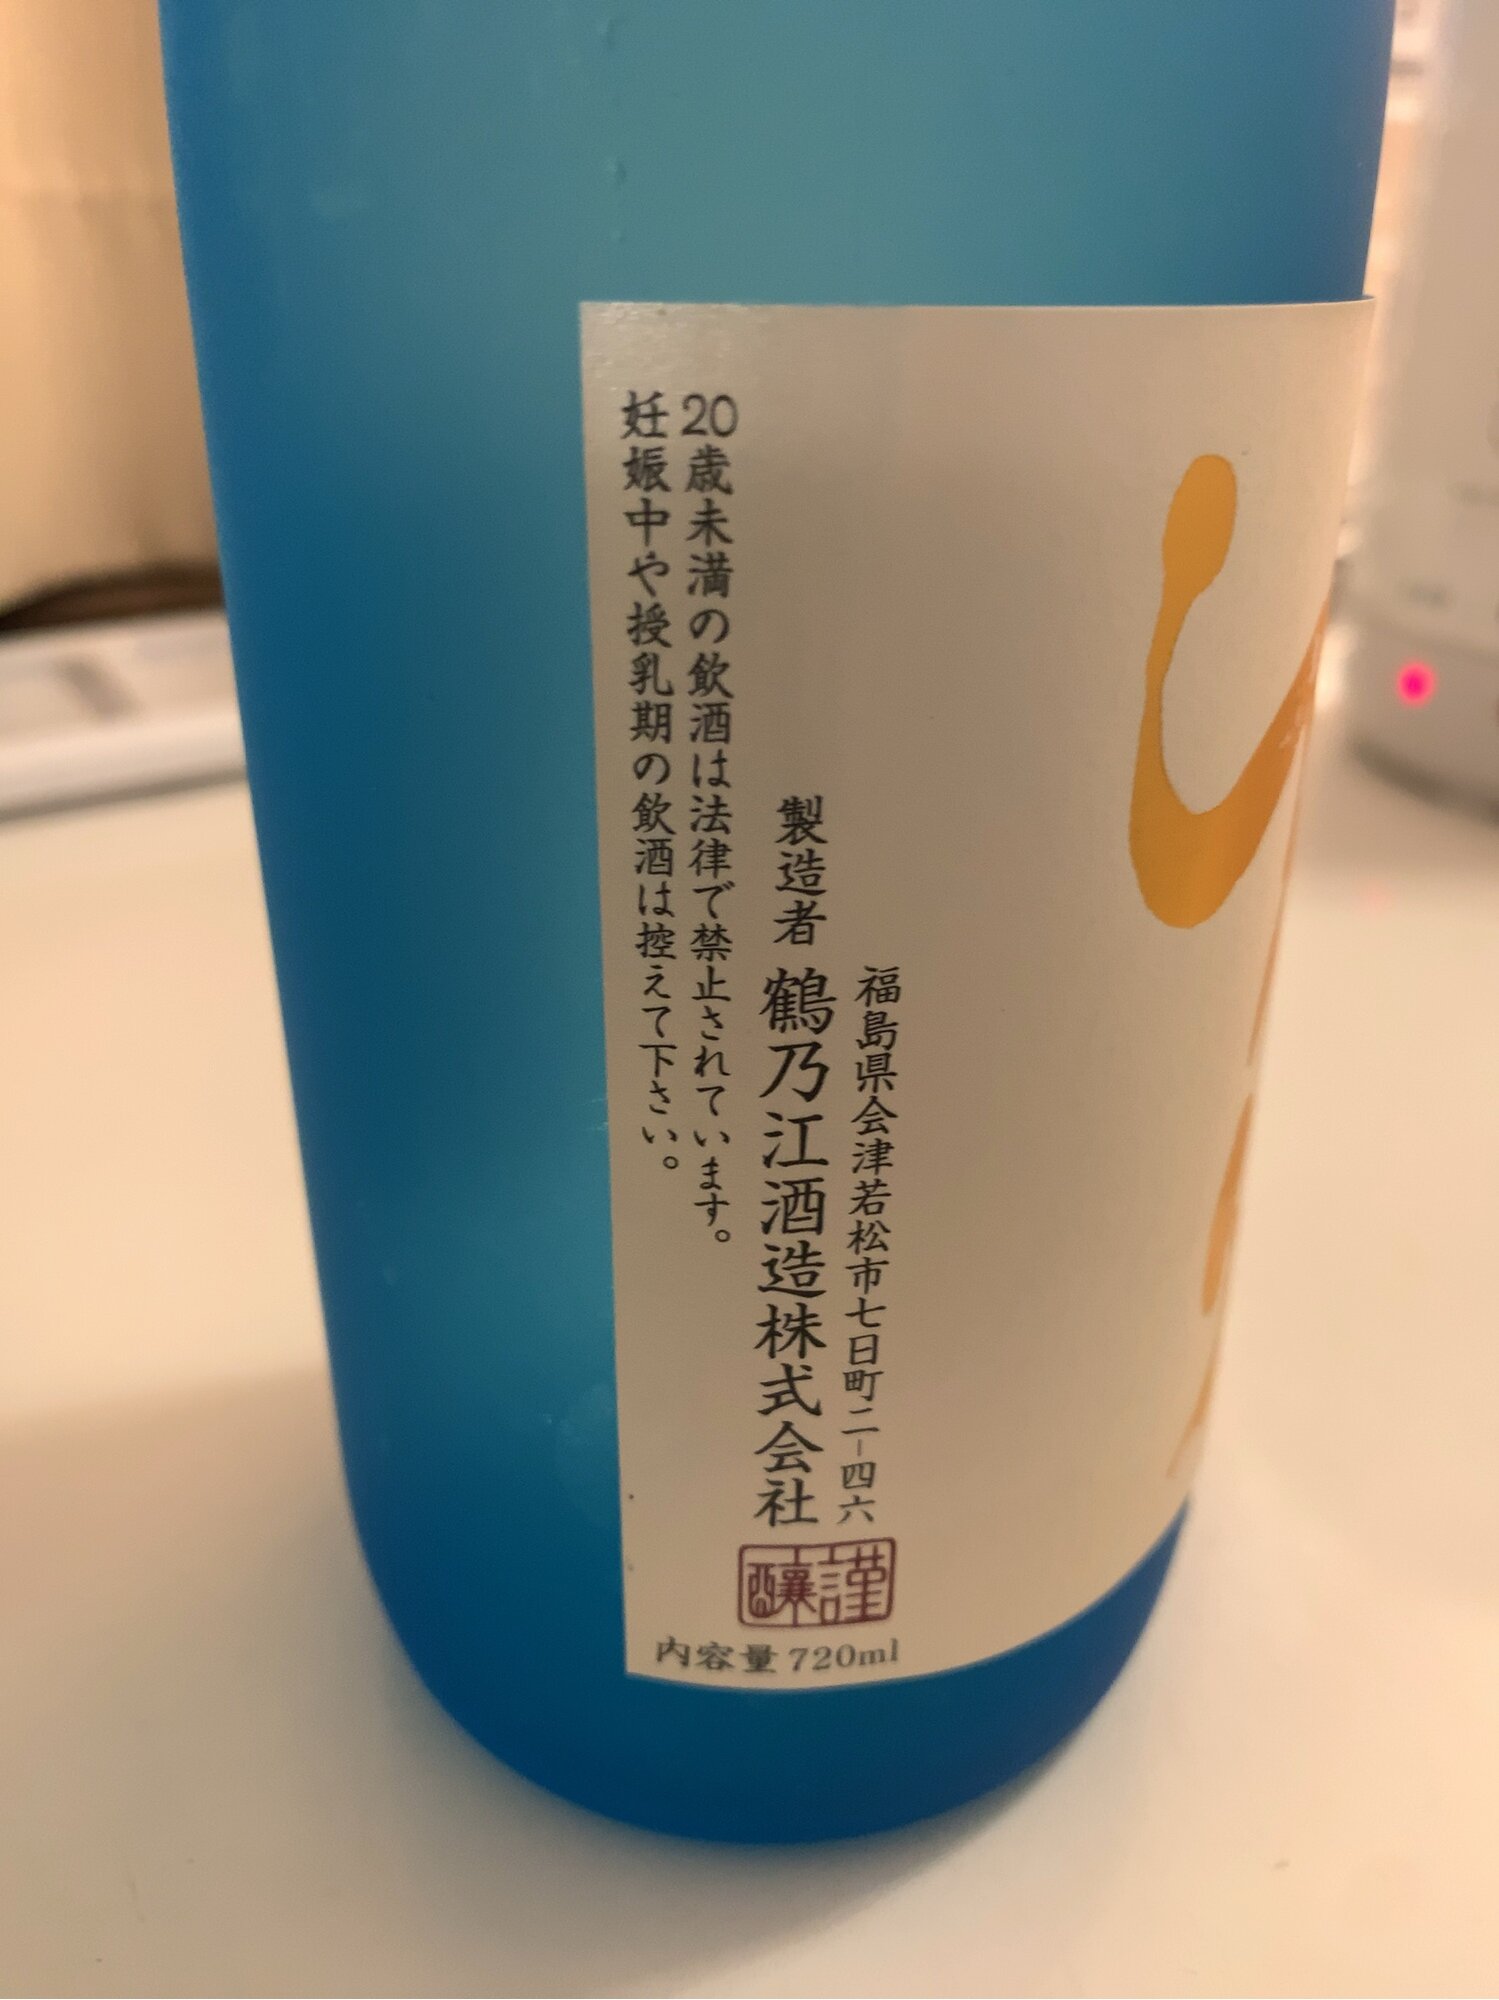 福島県会津若松市七日町二-四六
製造者 鶴乃江酒造株式会社
謹醸
20歳未満の飲酒は法律で禁止されています。
妊娠中や授乳期の飲酒は控えて下さい。
内容量720ml